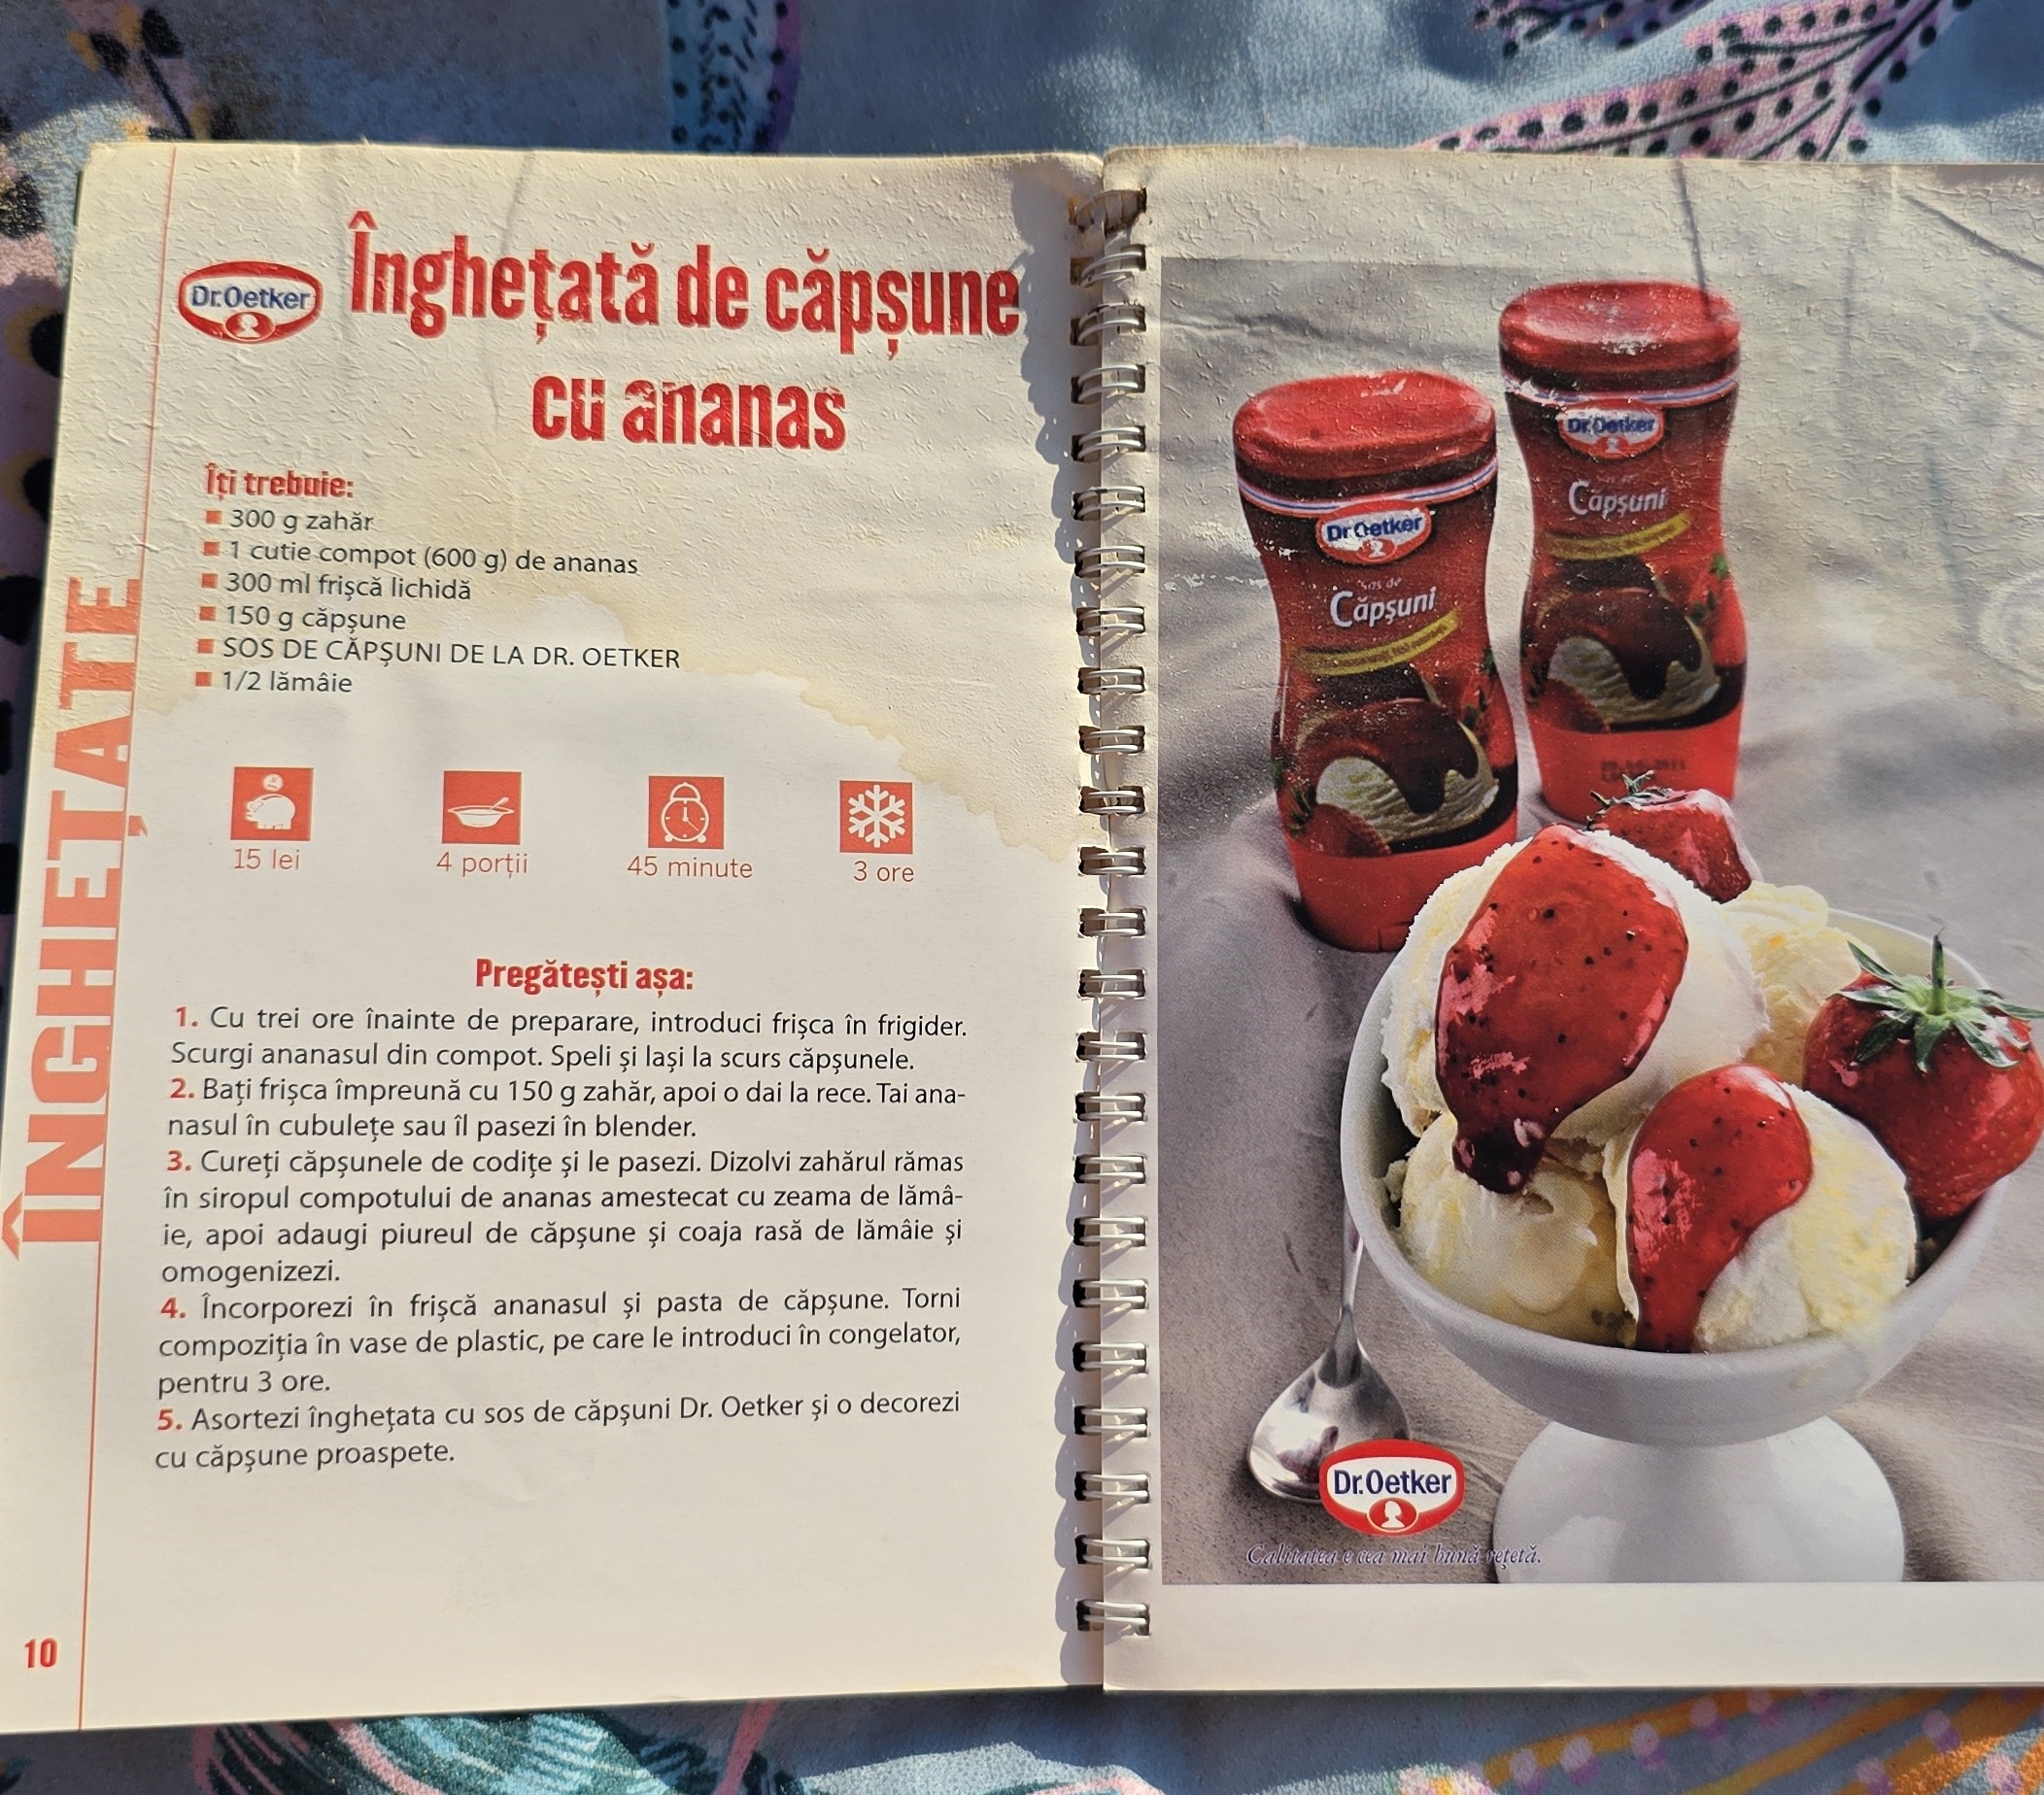 Dr.Oetker
Înghețată de căpșune
cu ananas
Îți trebuie:
300 g zahăr
1 cutie compot (600 g) de ananas
300 ml frișcă lichidă
150 g căpșune
SOS DE CĂPȘUNI DE LA DR. OETKER
1/2 lămâie
15 lei
4 porții
45 minute
3 ore
Pregătești așa:
1. Cu trei ore înainte de preparare, introduci frișca în frigider.
Scurgi ananasul din compot. Speli și lași la scurs căpșunele.
2. Bați frișca împreună cu 150 g zahăr, apoi o dai la rece. Tai ana-
nasul în cubulețe sau îl pasezi în blender.
3. Cureți căpșunele de codițe și le pasezi. Dizolvi zahărul rămas
în siropul compotului de ananas amestecat cu zeama de lămâ-
ie, apoi adaugi piureul de căpșune și coaja rasă de lămâie și
omogenizezi.
4. Încorporezi în frișcă ananasul și pasta de căpșune. Torni
compoziția în vase de plastic, pe care le introduci în congelator,
pentru 3 ore.
5. Asortezi înghețata cu sos de căpșuni Dr. Oetker și o decorezi
cu căpșune proaspete.
ÎNGHEȚATE
10
Dr.Oetker
Căpșuni
Dr.Oetker
Sos de
Căpșuni
Dr.Oetker
Calitatea e cea mai bună rețetă.